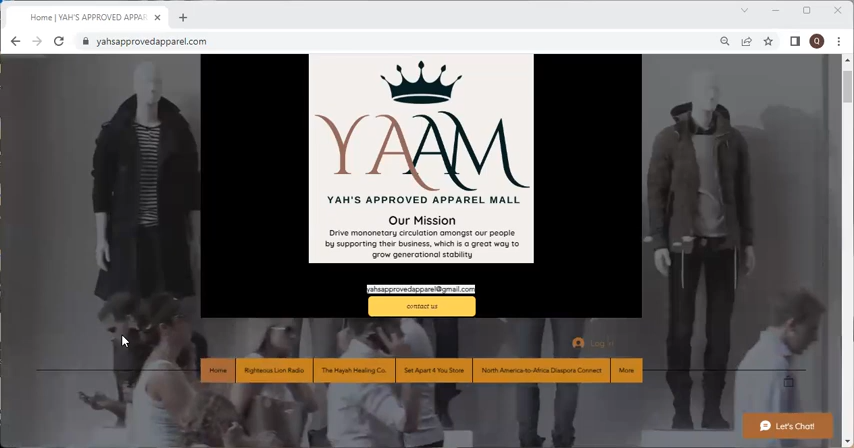 Home | YAH'S APPROVED APPAR
yahsapprovedapparel.com
Q
YAAM
YAH'S APPROVED APPAREL MALL
Our Mission
Drive mononetary circulation amongst our people
by supporting their business, which is a great way to
grow generational stability
yahsapprovedapparel@gmail.com
contact us
Log In
Home
Righteous Lion Radio
The Hayah Healing Co.
Set Apart 4 You Store
North America-to-Africa Diaspora Connect
More
Let's Chat!